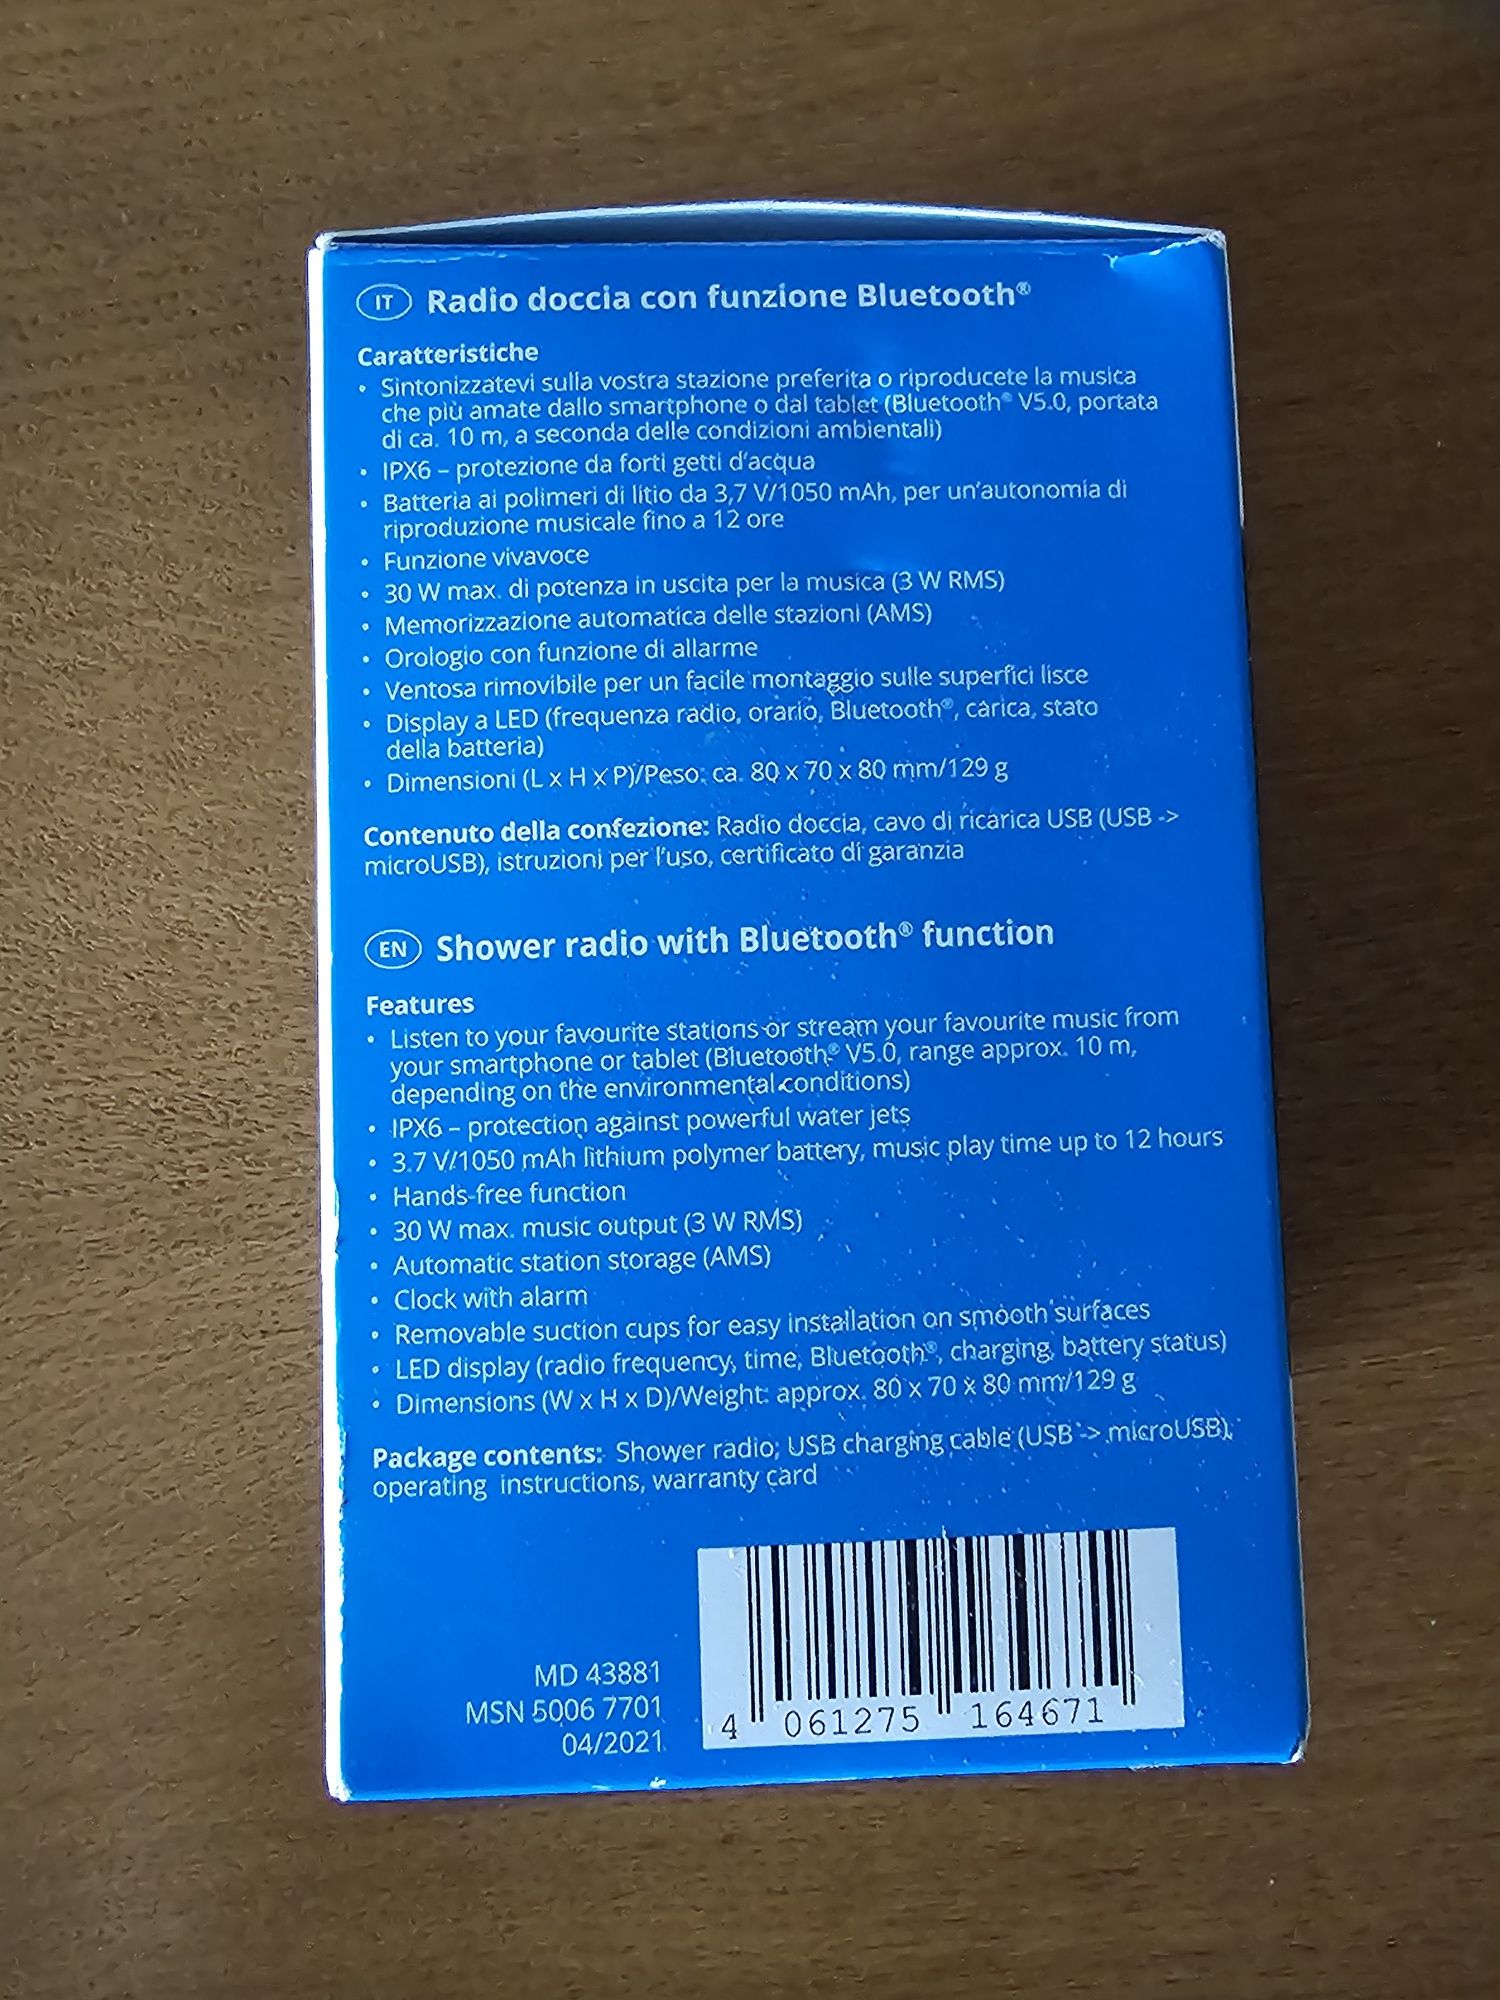 IT Radio doccia con funzione Bluetooth®
Caratteristiche
• Sintonizzatevi sulla vostra stazione preferita o riproducete la musica
che più amate dallo smartphone o dal tablet (Bluetooth® V5.0, portata
di ca. 10 m, a seconda delle condizioni ambientali)
• IPX6 – protezione da forti getti d'acqua
• Batteria ai polimeri di litio da 3,7 V/1050 mAh, per un'autonomia di
riproduzione musicale fino a 12 ore
• Funzione vivavoce
• 30 W max. di potenza in uscita per la musica (3 W RMS)
• Memorizzazione automatica delle stazioni (AMS)
• Orologio con funzione di allarme
• Ventosa rimovibile per un facile montaggio sulle superfici lisce
• Display a LED (frequenza radio, orario, Bluetooth®, carica, stato
della batteria)
• Dimensioni (L x H x P)/Peso: ca. 80 x 70 x 80 mm/129 g
Contenuto della confezione: Radio doccia, cavo di ricarica USB (USB ->
microUSB), istruzioni per l'uso, certificato di garanzia
EN Shower radio with Bluetooth® function
Features
• Listen to your favourite stations or stream your favourite music from
your smartphone or tablet (Bluetooth® V5.0, range approx. 10 m,
depending on the environmental conditions)
• IPX6 – protection against powerful water jets
• 3.7 V/1050 mAh lithium polymer battery, music play time up to 12 hours
• Hands-free function
• 30 W max. music output (3 W RMS)
• Automatic station storage (AMS)
• Clock with alarm
• Removable suction cups for easy installation on smooth surfaces
• LED display (radio frequency, time, Bluetooth®, charging, battery status)
• Dimensions (W x H x D)/Weight: approx. 80 x 70 x 80 mm/129 g
Package contents: Shower radio, USB charging cable (USB -> microUSB),
operating instructions, warranty card
MD 43881
MSN 5006 7701
04/2021
4 061275 164671